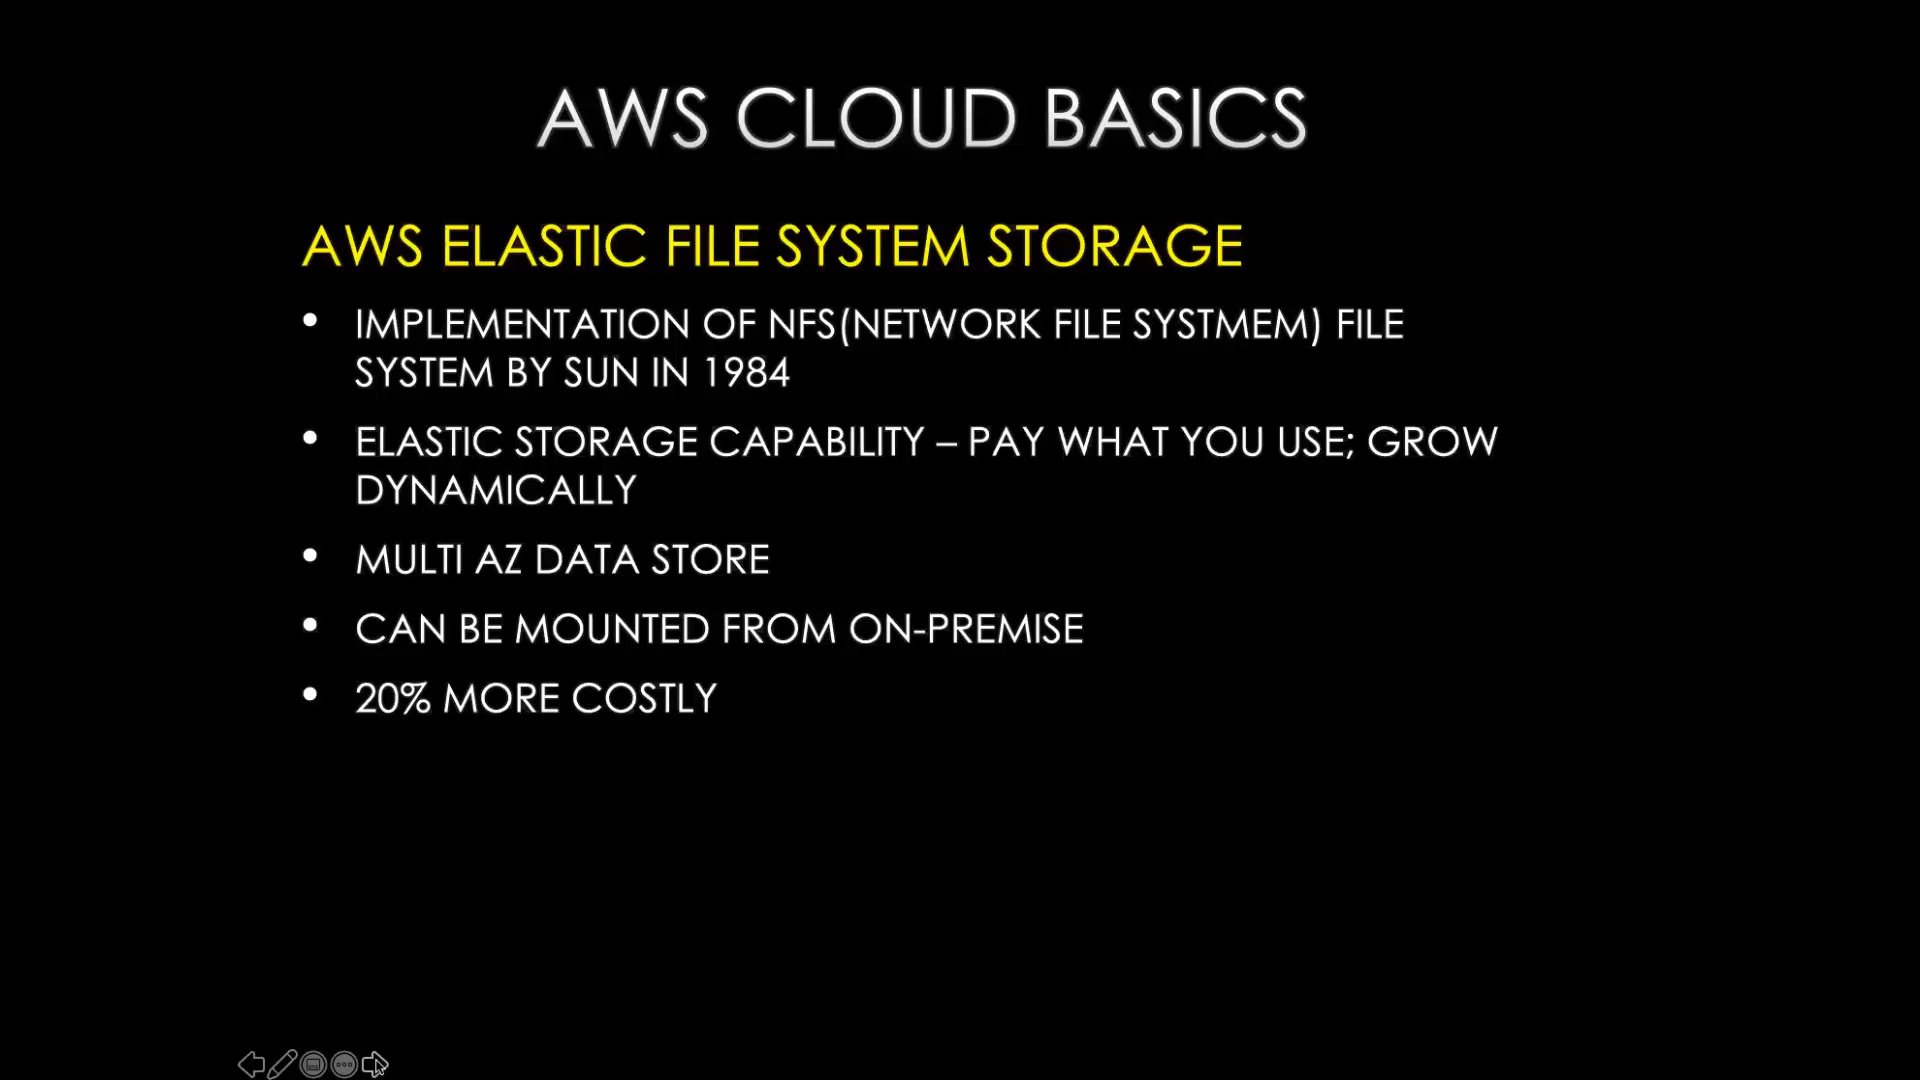 AWS CLOUD BASICS
AWS ELASTIC FILE SYSTEM STORAGE
• IMPLEMENTATION OF NFS(NETWORK FILE SYSTMEM) FILE
SYSTEM BY SUN IN 1984
• ELASTIC STORAGE CAPABILITY – PAY WHAT YOU USE; GROW
DYNAMICALLY
• MULTI AZ DATA STORE
• CAN BE MOUNTED FROM ON-PREMISE
• 20% MORE COSTLY